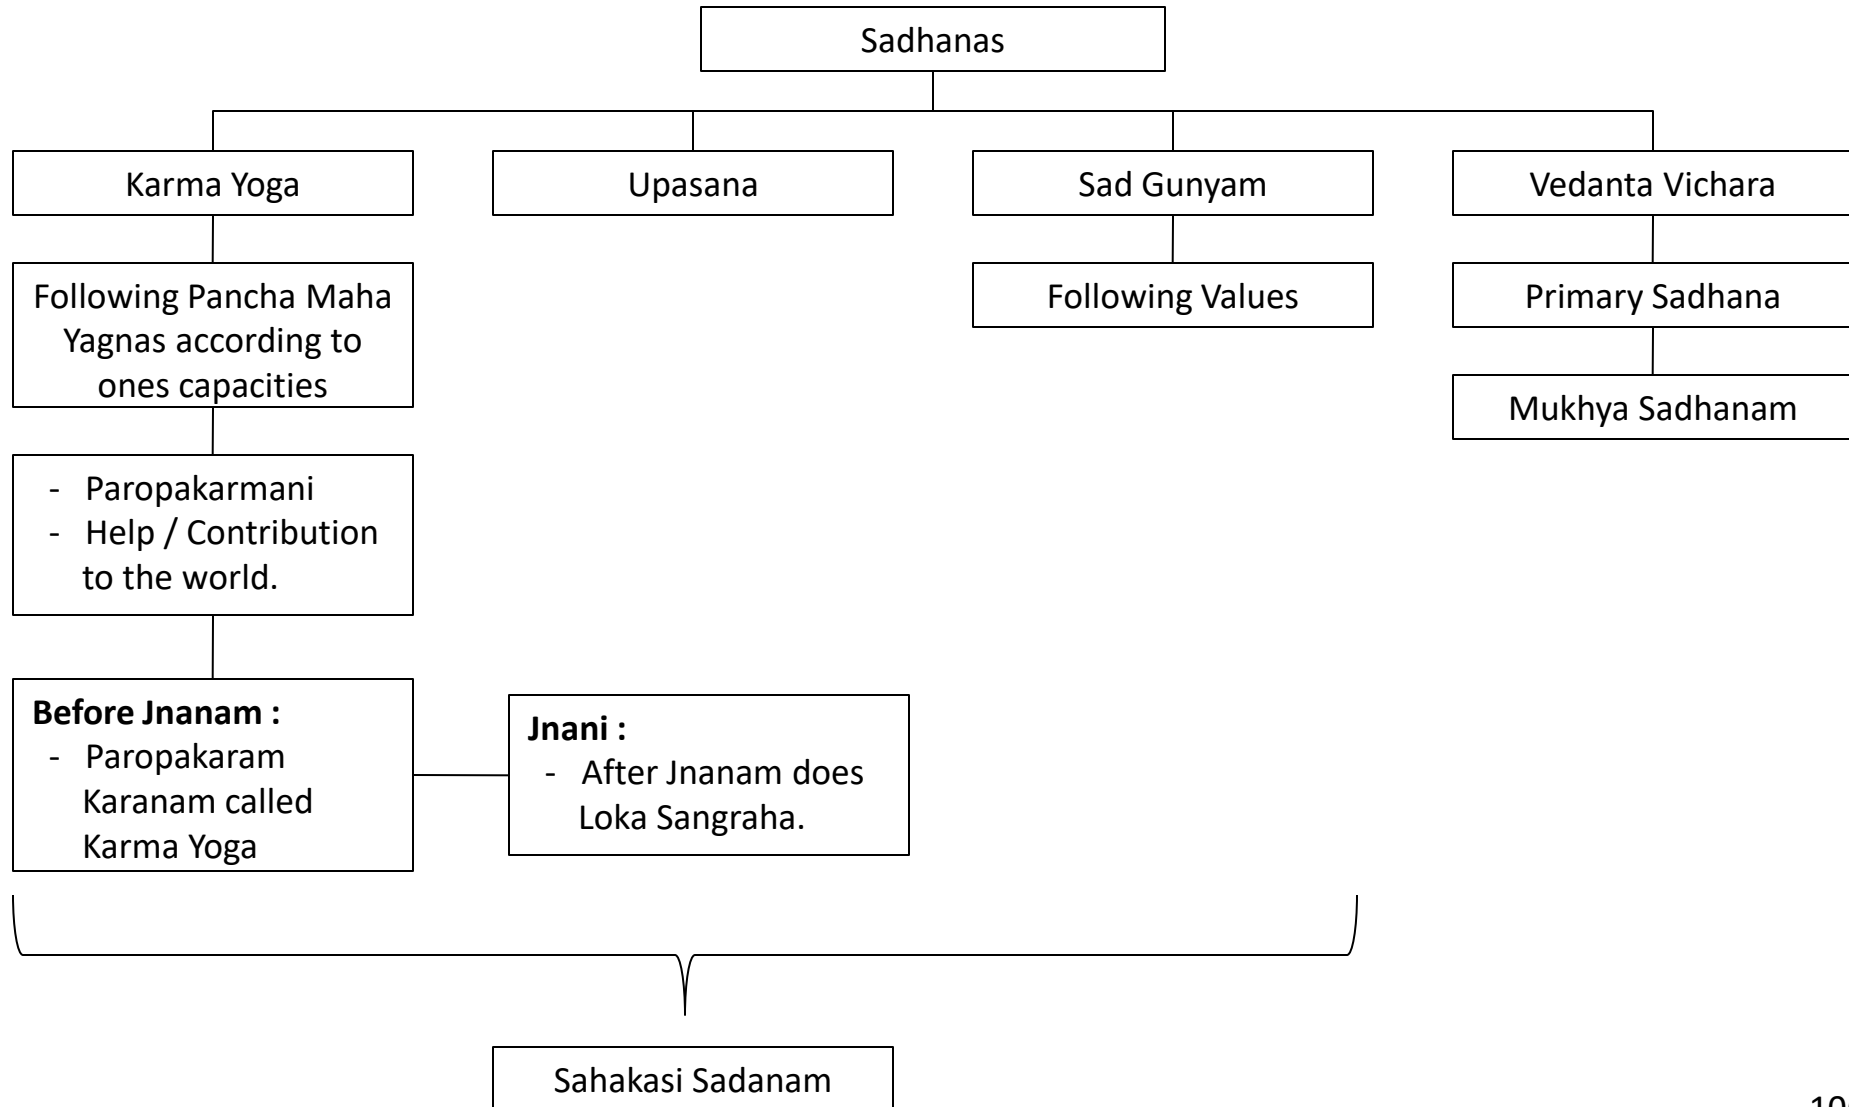 Sadhanas
Karma Yoga
Upasana
Sad Gunyam
Vedanta Vichara
Following Pancha Maha
Yagnas according to
ones capacities
Following Values
Primary Sadhana
Mukhya Sadhanam
- Paropakarmani
- Help / Contribution
to the world.
Before Jnanam :
- Paropakaram
Karanam called
Karma Yoga
Jnani :
- After Jnanam does
Loka Sangraha.
Sahakasi Sadanam